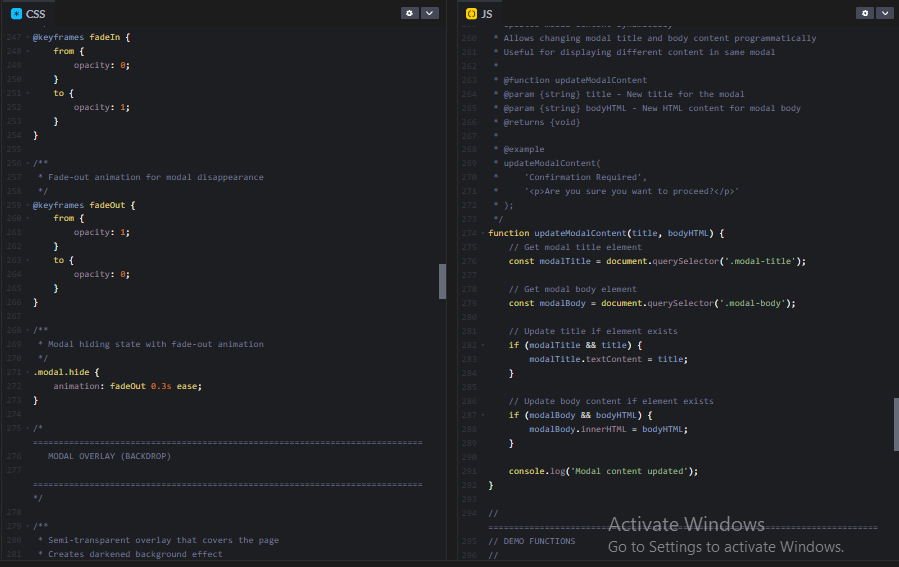 CSS
247 @keyframes fadeIn {
248 from {
249 opacity: 0;
250 }
251 to {
252 opacity: 1;
253 }
254 }
255
256 /**
257 * Fade-out animation for modal disappearance
258 */
259 @keyframes fadeOut {
260 from {
261 opacity: 1;
262 }
263 to {
264 opacity: 0;
265 }
266 }
267
268 /**
269 * Modal hiding state with fade-out animation
270 */
271 .modal.hide {
272 animation: fadeOut 0.3s ease;
273 }
274
275 /*
============================================================================
276 MODAL OVERLAY (BACKDROP)
277
============================================================================
*/
278
279 /**
280 * Semi-transparent overlay that covers the page
281 * Creates darkened background effect
JS
260 * Allows changing modal title and body content programmatically
261 * Useful for displaying different content in same modal
262 *
263 * @function updateModalContent
264 * @param {string} title - New title for the modal
265 * @param {string} bodyHTML - New HTML content for modal body
266 * @returns {void}
267 *
269 * @example
269 * updateModalContent(
270 * 'Confirmation Required',
271 * '<p>Are you sure you want to proceed?</p>'
272 * );
273 */
274 function updateModalContent(title, bodyHTML) {
275 // Get modal title element
276 const modalTitle = document.querySelector('.modal-title');
277
278 // Get modal body element
279 const modalBody = document.querySelector('.modal-body');
280
281 // Update title if element exists
282 if (modalTitle && title) {
283 modalTitle.textContent = title;
284 }
285
286 // Update body content if element exists
287 if (modalBody && bodyHTML) {
288 modalBody.innerHTML = bodyHTML;
289 }
290
291 console.log('Modal content updated');
292 }
293
294 //
============================================================================
295 // DEMO FUNCTIONS
296 //
Activate Windows
Go to Settings to activate Windows.